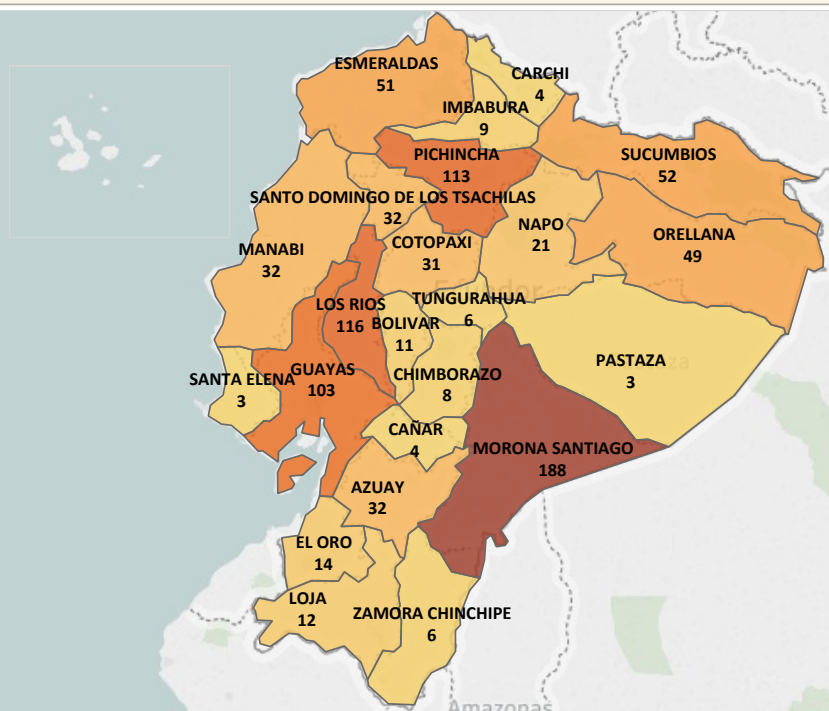 ESMERALDAS
51
CARCHI
4
IMBABURA
9
PICHINCHA
113
SUCUMBIOS
52
SANTO DOMINGO DE LOS TSACHILAS
32
NAPO
21
ORELLANA
49
MANABI
32
COTOPAXI
31
LOS RIOS
116
TUNGURAHUA
6
BOLIVAR
11
PASTAZA
3
SANTA ELENA
3
GUAYAS
103
CHIMBORAZO
8
CAÑAR
4
MORONA SANTIAGO
188
AZUAY
32
EL ORO
14
LOJA
12
ZAMORA CHINCHIPE
6
Amazonas